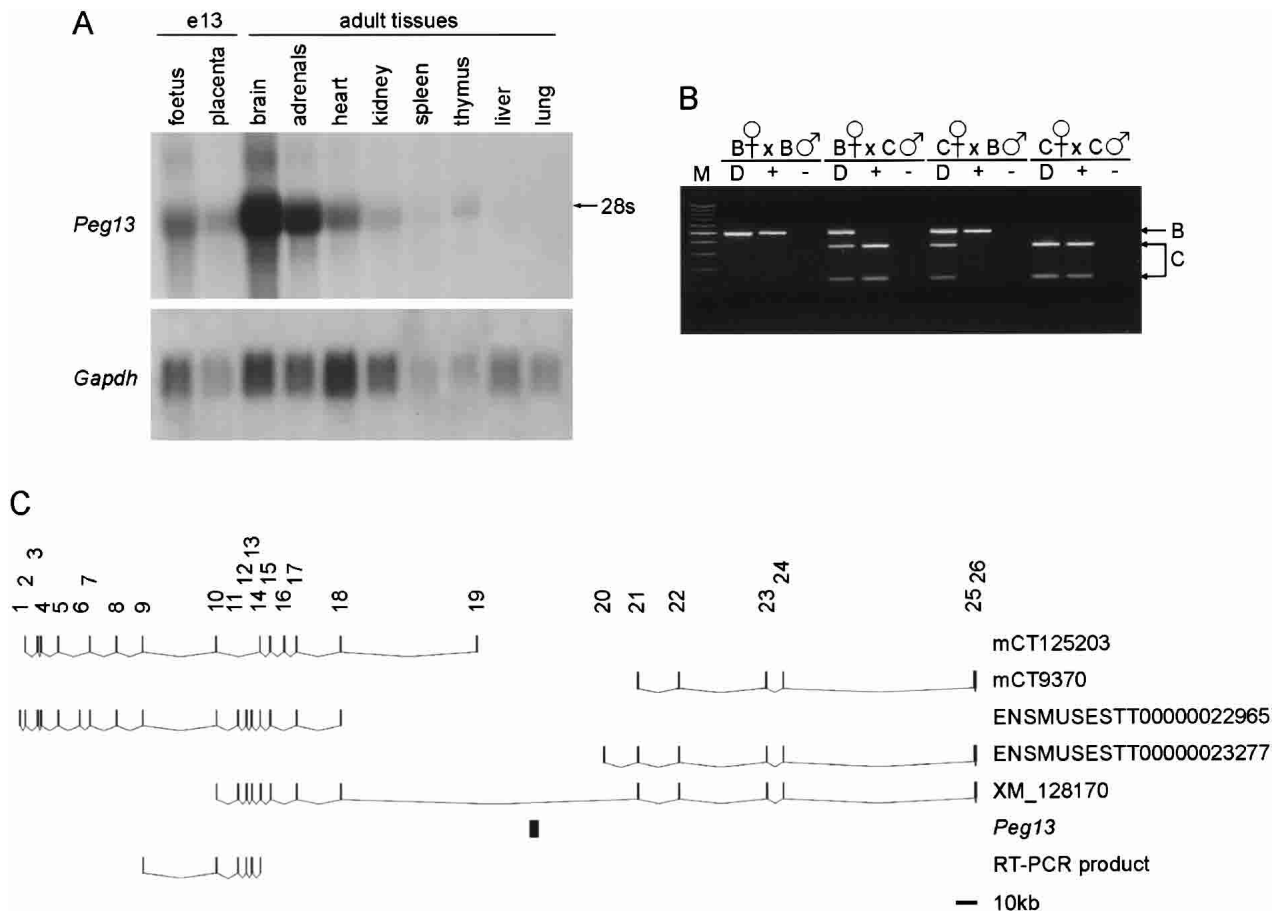 A
e13 adult tissues
foetus
placenta
brain
adrenals
heart
kidney
spleen
thymus
liver
lung
Peg13
28s
Gapdh
B
B♀ x B♂ B♀ x C♂ C♀ x B♂ C♀ x C♂
M D + - D + - D + - D + -
B
C
C
1 2 3 4 5 6 7 8 9 10 11 12 13 14 15 16 17 18 19 20 21 22 23 24 25 26
mCT125203
mCT9370
ENSMUSESTT00000022965
ENSMUSESTT00000023277
XM_128170
Peg13
RT-PCR product
10kb